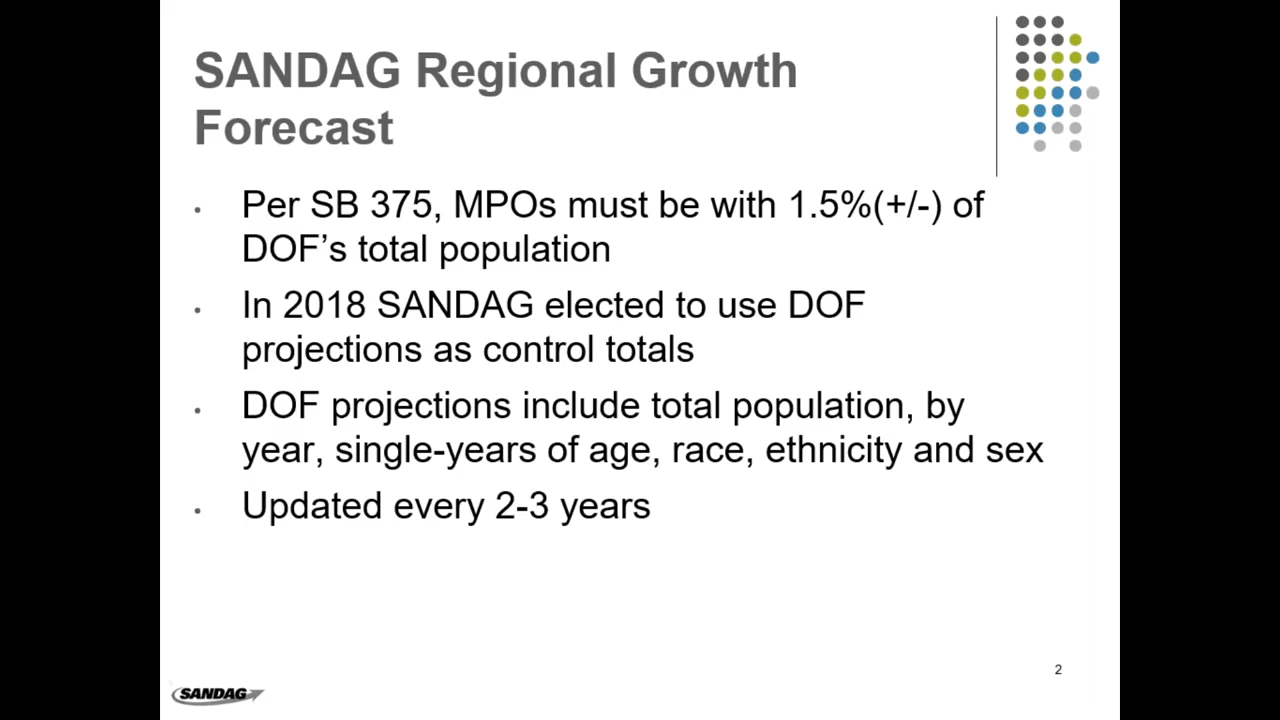 SANDAG Regional Growth
Forecast
• Per SB 375, MPOs must be with 1.5%(+/-) of
DOF’s total population
• In 2018 SANDAG elected to use DOF
projections as control totals
• DOF projections include total population, by
year, single-years of age, race, ethnicity and sex
• Updated every 2-3 years
2
SANDAG